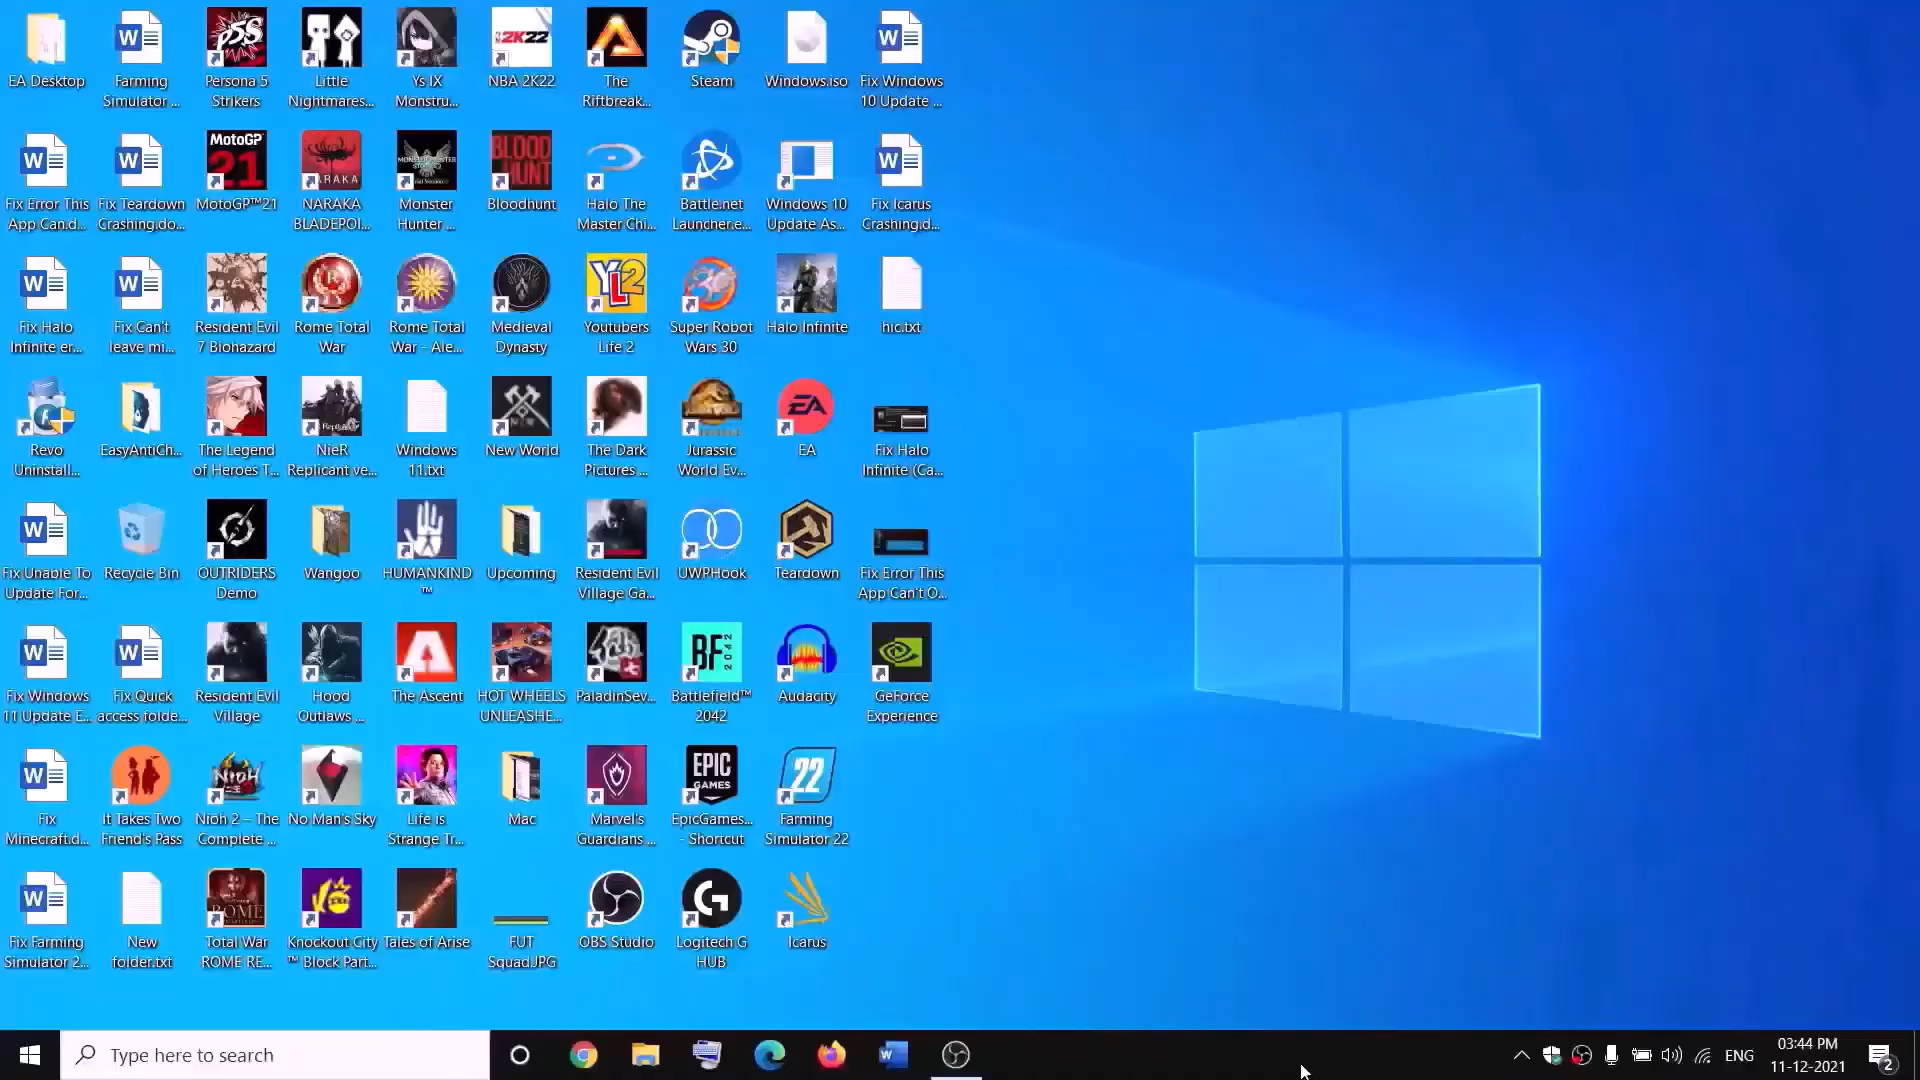 EA Desktop
Farming
Simulator ...
Persona 5
Strikers
Little
Nightmares...
Ys IX
Monstru...
NBA 2K22
The
Riftbreak...
Steam
Windows.iso
Fix Windows
10 Update ...
Fix Error This
App Can.d...
Fix Teardown
Crashing.do...
MotoGP™21
NARAKA
BLADEPOI...
Monster
Hunter ...
Bloodhunt
Halo The
Master Chi...
Battle.net
Launcher.e...
Windows 10
Update As...
Fix Icarus
Crashing.d...
Fix Halo
Infinite er...
Fix Can't
leave mi...
Resident Evil
7 Biohazard
Rome Total
War
Rome Total
War - Ale...
Medieval
Dynasty
Youtubers
Life 2
Super Robot
Wars 30
Halo Infinite
hic.txt
Revo
Uninstall...
EasyAntiCh...
The Legend
of Heroes T...
NieR
Replicant ve...
Windows
11.txt
New World
The Dark
Pictures ...
Jurassic
World Ev...
EA
Fix Halo
Infinite (Ca...
Fix Unable To
Update For...
Recycle Bin
OUTRIDERS
Demo
Wangoo
HUMANKIND
™
Upcoming
Resident Evil
Village Ga...
UWPHook
Teardown
Fix Error This
App Can't O...
Fix Windows
11 Update E...
Fix Quick
access folde...
Resident Evil
Village
Hood
Outlaws ...
The Ascent
HOT WHEELS
UNLEASHE...
PaladinSev...
Battlefield™
2042
Audacity
GeForce
Experience
Fix
Minecraft.d...
It Takes Two
Friend's Pass
Nioh 2 – The
Complete ...
No Man's Sky
Life is
Strange Tr...
Mac
Marvel's
Guardians ...
EpicGames...
- Shortcut
Farming
Simulator 22
Fix Farming
Simulator 2...
New
folder.txt
Total War
ROME RE...
Knockout City
™ Block Part...
Tales of Arise
FUT
Squad.JPG
OBS Studio
Logitech G
HUB
Icarus
Type here to search
ENG
03:44 PM
11-12-2021
2